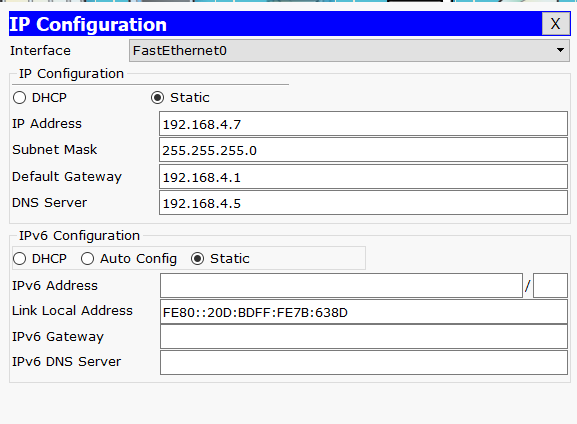 IP Configuration X
Interface FastEthernet0
IP Configuration
DHCP Static
IP Address 192.168.4.7
Subnet Mask 255.255.255.0
Default Gateway 192.168.4.1
DNS Server 192.168.4.5
IPv6 Configuration
DHCP Auto Config Static
IPv6 Address /
Link Local Address FE80::20D:BDFF:FE7B:638D
IPv6 Gateway
IPv6 DNS Server